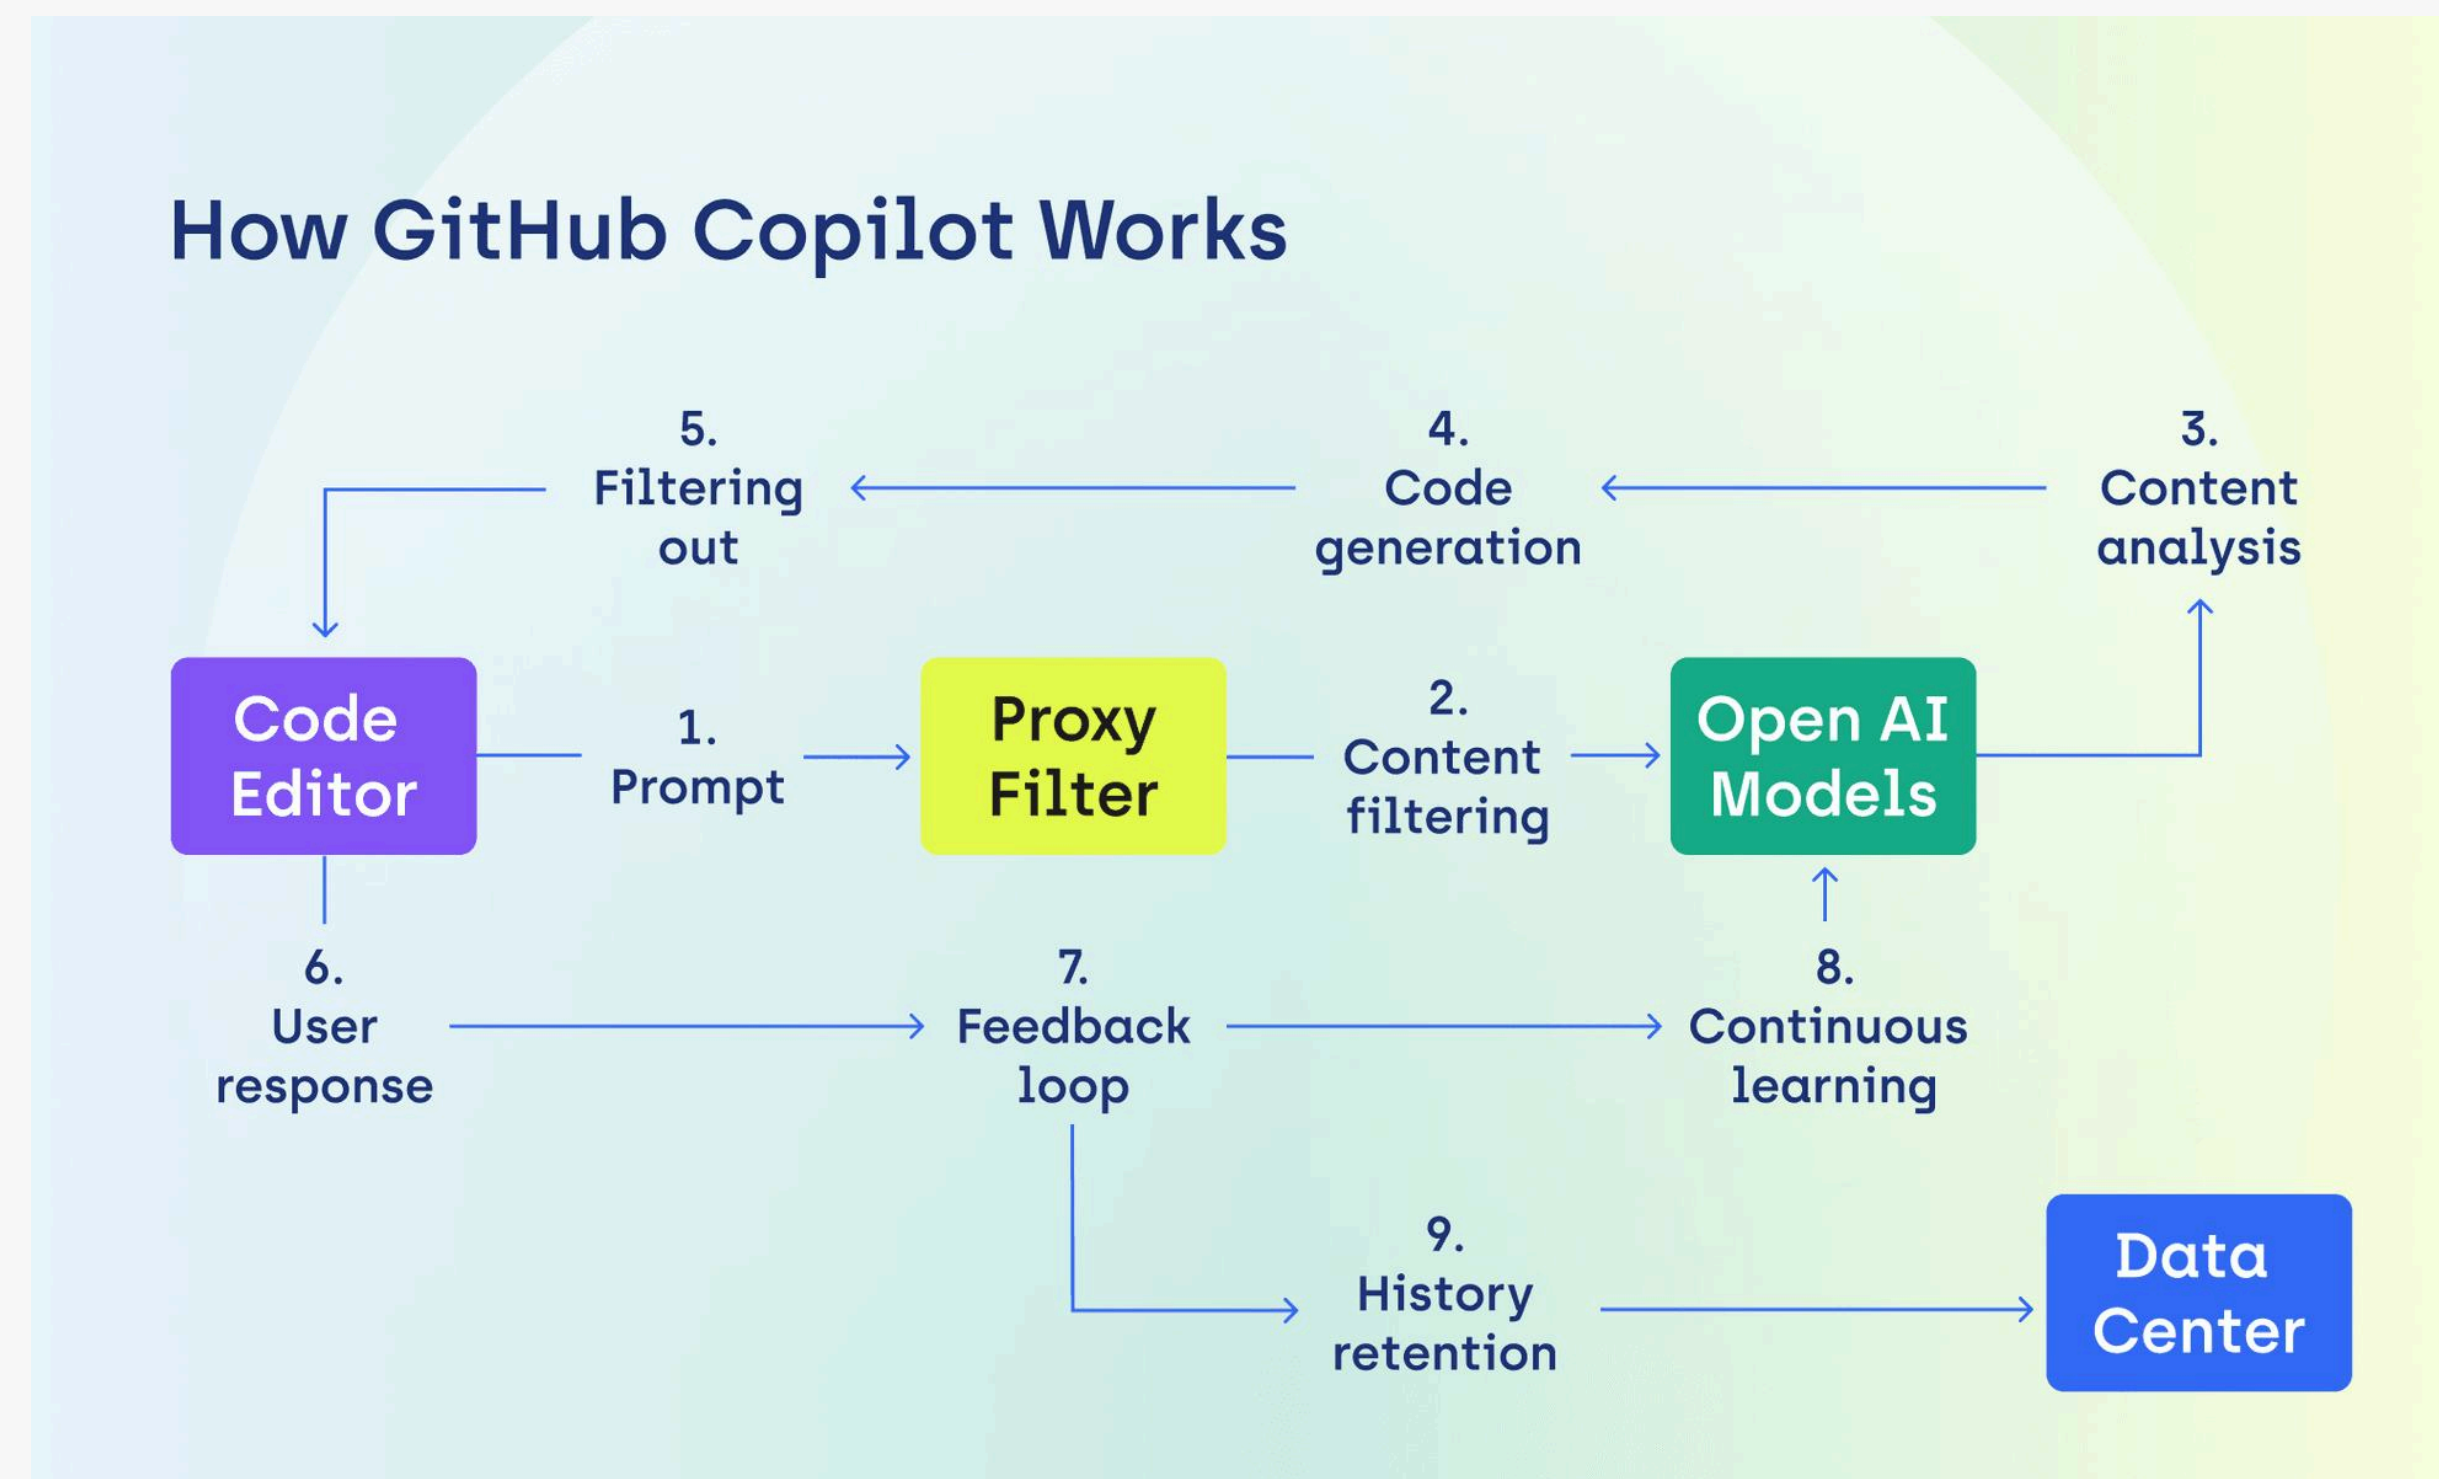 How GitHub Copilot Works
5.
Filtering
out
4.
Code
generation
3.
Content
analysis
Code
Editor
1.
Prompt
Proxy
Filter
2.
Content
filtering
Open AI
Models
6.
User
response
7.
Feedback
loop
8.
Continuous
learning
9.
History
retention
Data
Center